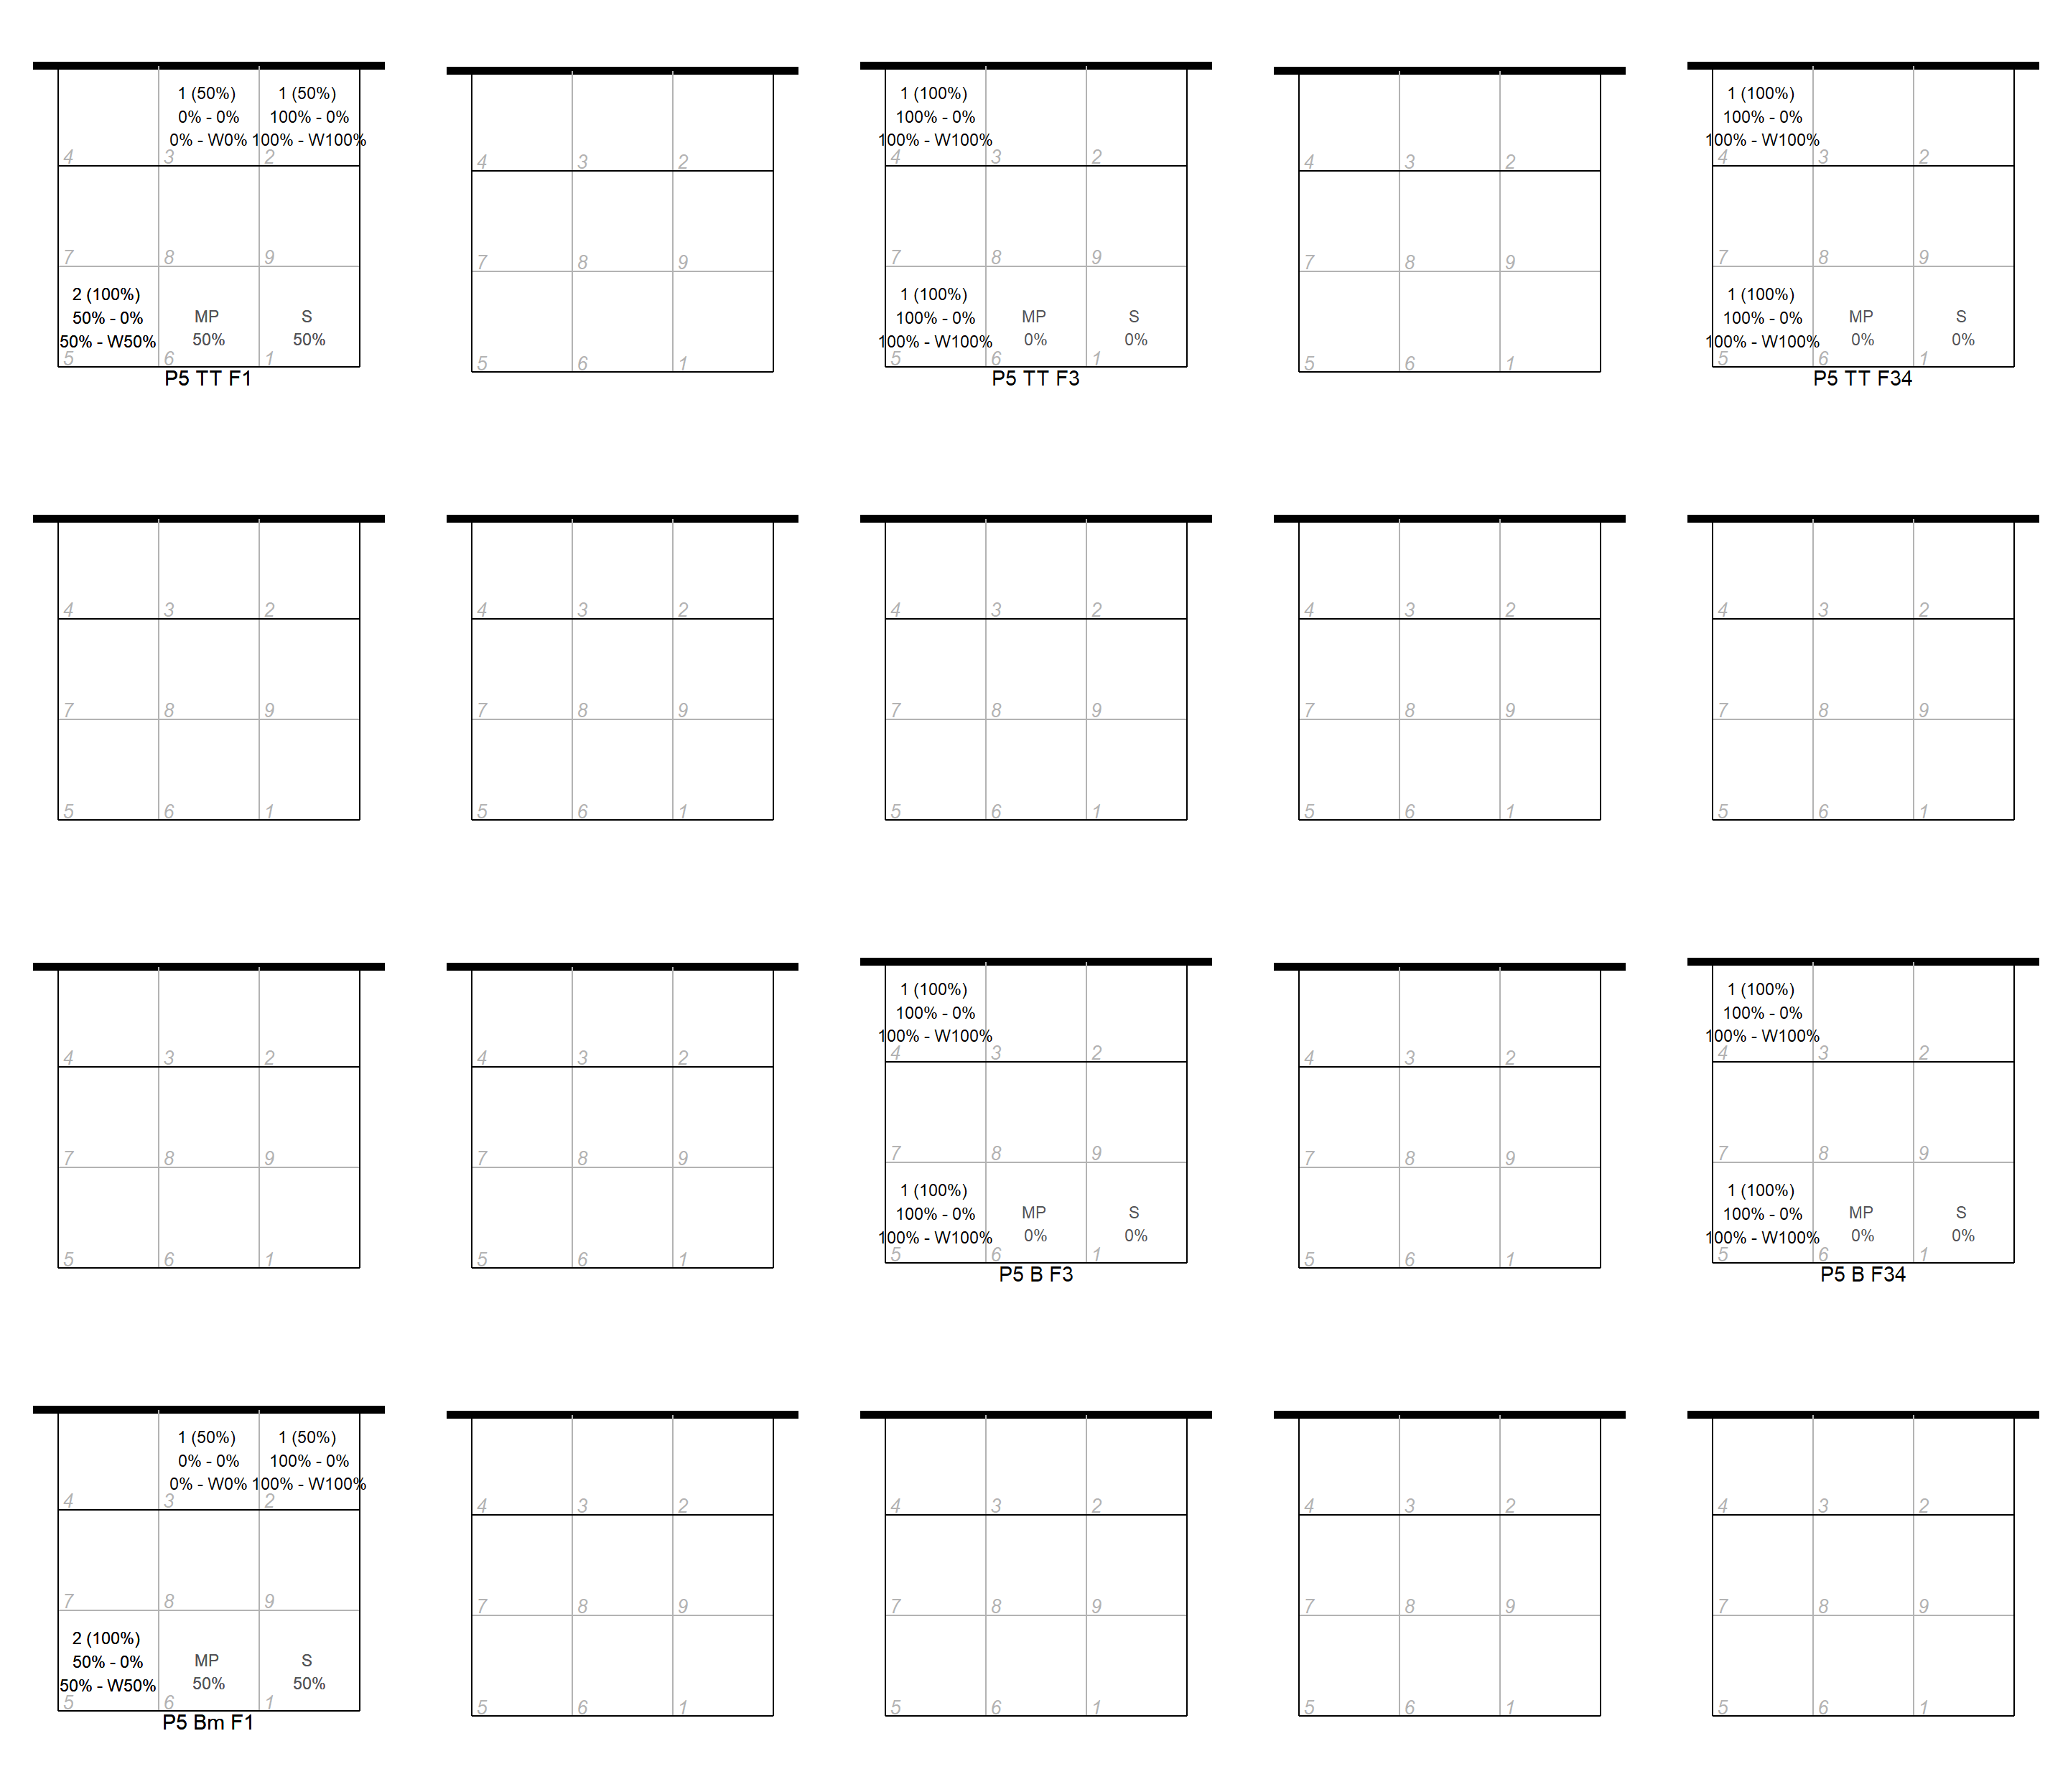 1 (50%) 1 (50%) 1 (100%) 1 (100%)
0% - 0% 100% - 0% 100% - 0% 100% - 0%
0% - W0% 100% - W100% 100% - W100% 100% - W100%
4 3 2 4 3 2 4 3 2 4 3 2 4 3 2
7 8 9 7 8 9 7 8 9 7 8 9 7 8 9
2 (100%) 1 (100%) 1 (100%)
50% - 0% MP S 100% - 0% MP S 100% - 0% MP S
50% - W50% 50% 50% 100% - W100% 0% 0% 100% - W100% 0% 0%
5 6 1 5 6 1 5 6 1 5 6 1 5 6 1
P5 TT F1 P5 TT F3 P5 TT F34
4 3 2 4 3 2 4 3 2 4 3 2 4 3 2
7 8 9 7 8 9 7 8 9 7 8 9 7 8 9
5 6 1 5 6 1 5 6 1 5 6 1 5 6 1
1 (100%) 1 (100%)
100% - 0% 100% - 0%
100% - W100% 100% - W100%
4 3 2 4 3 2 4 3 2 4 3 2 4 3 2
7 8 9 7 8 9 7 8 9 7 8 9 7 8 9
1 (100%) 1 (100%)
100% - 0% MP S 100% - 0% MP S
100% - W100% 0% 0% 100% - W100% 0% 0%
5 6 1 5 6 1 5 6 1 5 6 1 5 6 1
P5 B F3 P5 B F34
1 (50%) 1 (50%)
0% - 0% 100% - 0%
0% - W0% 100% - W100%
4 3 2 4 3 2 4 3 2 4 3 2 4 3 2
7 8 9 7 8 9 7 8 9 7 8 9 7 8 9
2 (100%)
50% - 0% MP S
50% - W50% 50% 50%
5 6 1 5 6 1 5 6 1 5 6 1 5 6 1
P5 Bm F1